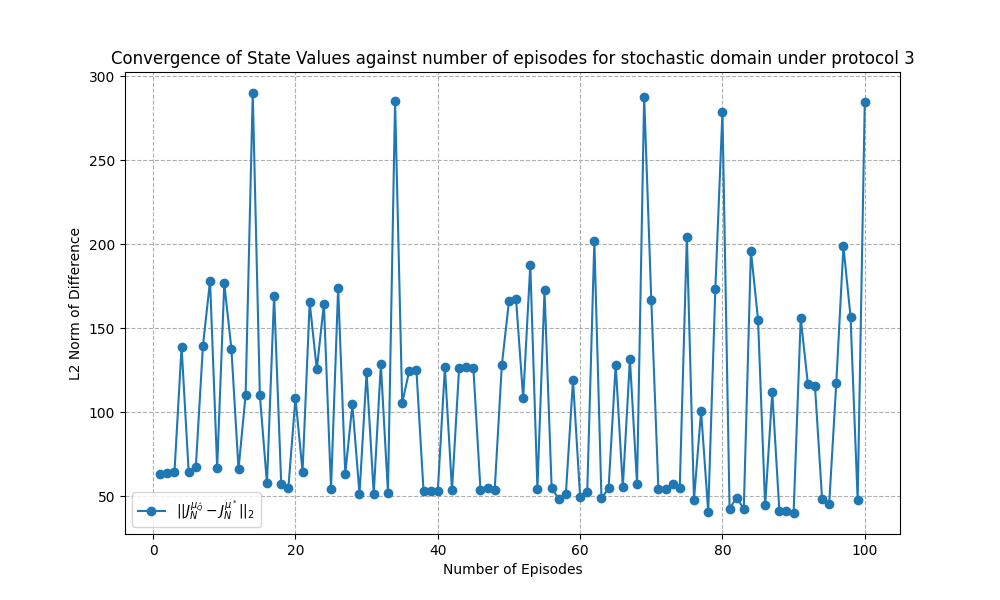 Convergence of State Values against number of episodes for stochastic domain under protocol 3
300
250
200
150
100
50
L2 Norm of Difference
||J_N^{μ_{Q̂}} − J_N^{μ^*}||_2
0 20 40 60 80 100
Number of Episodes